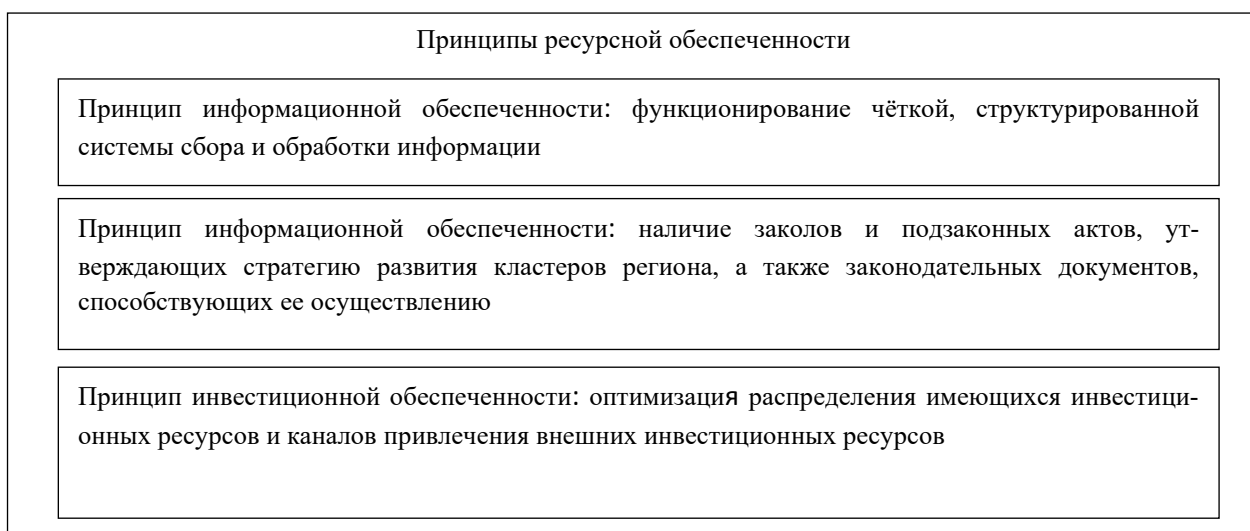 Принципы ресурсной обеспеченности
Принцип информационной обеспеченности: функционирование чёткой, структурированной
системы сбора и обработки информации
Принцип информационной обеспеченности: наличие заколов и подзаконных актов, ут-
верждающих стратегию развития кластеров региона, а также законодательных документов,
способствующих ее осуществлению
Принцип инвестиционной обеспеченности: оптимизация распределения имеющихся инвестици-
онных ресурсов и каналов привлечения внешних инвестиционных ресурсов